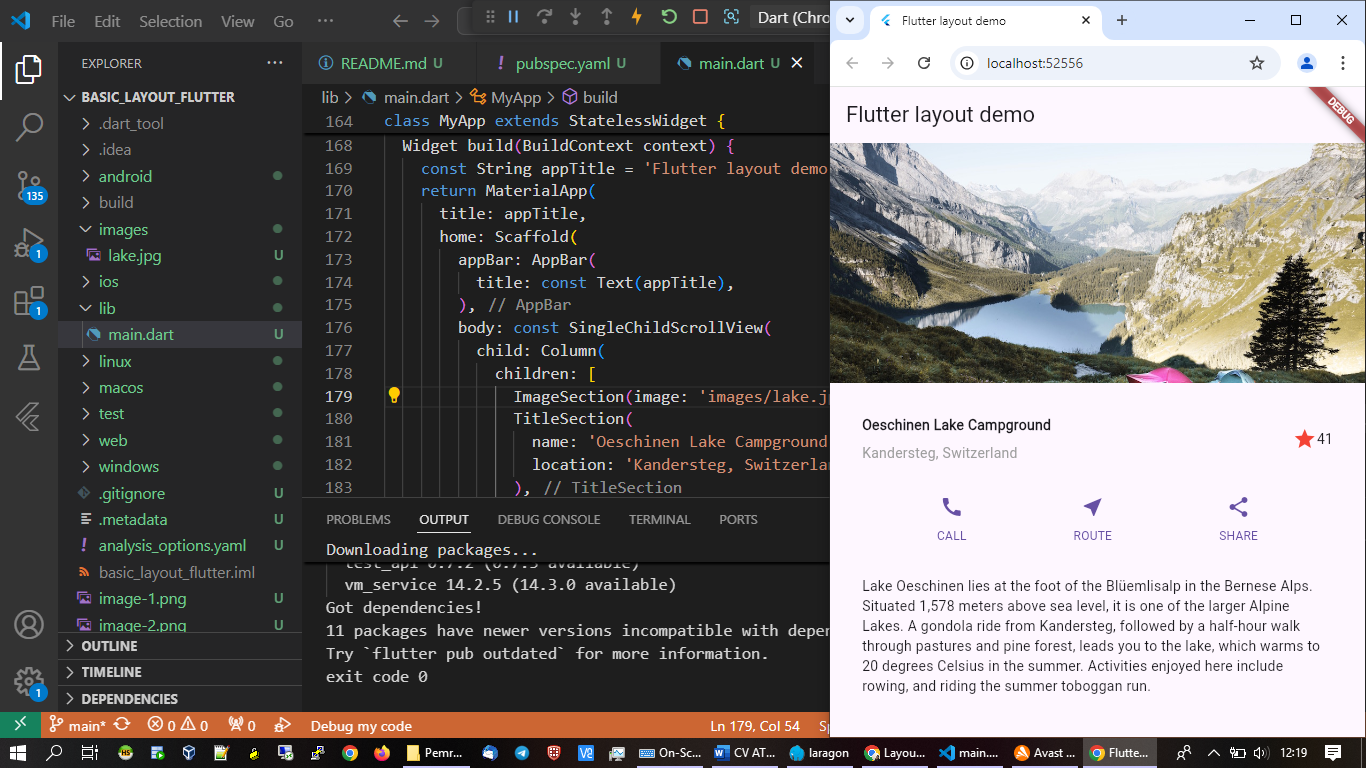 File Edit Selection View Go ···
Dart (Chro
EXPLORER
BASIC_LAYOUT_FLUTTER
.dart_tool
.idea
android
build
images
lake.jpg U
ios
lib
main.dart U
linux
macos
test
web
windows
.gitignore U
.metadata U
analysis_options.yaml U
basic_layout_flutter.iml
image-1.png U
image-2.png U
OUTLINE
TIMELINE
DEPENDENCIES
135
1
1
1
README.md U
! pubspec.yaml U
main.dart U
lib > main.dart > MyApp > build
164 class MyApp extends StatelessWidget {
168 Widget build(BuildContext context) {
169 const String appTitle = 'Flutter layout demo
170 return MaterialApp(
171 title: appTitle,
172 home: Scaffold(
173 appBar: AppBar(
174 title: const Text(appTitle),
175 ), // AppBar
176 body: const SingleChildScrollView(
177 child: Column(
178 children: [
179 ImageSection(image: 'images/lake.jp
180 TitleSection(
181 name: 'Oeschinen Lake Campground
182 location: 'Kandersteg, Switzerlan
183 ), // TitleSection
PROBLEMS OUTPUT DEBUG CONSOLE TERMINAL PORTS
Downloading packages...
test_api 0.7.2 (0.7.3 available)
vm_service 14.2.5 (14.3.0 available)
Got dependencies!
11 packages have newer versions incompatible with depen
Try `flutter pub outdated` for more information.
exit code 0
main* 0 0 0 Debug my code Ln 179, Col 54 Sp
Flutter layout demo
localhost:52556
Flutter layout demo
DEBUG
Oeschinen Lake Campground
Kandersteg, Switzerland
41
CALL ROUTE SHARE
Lake Oeschinen lies at the foot of the Blüemlisalp in the Bernese Alps.
Situated 1,578 meters above sea level, it is one of the larger Alpine
Lakes. A gondola ride from Kandersteg, followed by a half-hour walk
through pastures and pine forest, leads you to the lake, which warms to
20 degrees Celsius in the summer. Activities enjoyed here include
rowing, and riding the summer toboggan run.
Pemr... On-Sc... CV AT... laragon Layou... main.... Avast ... Flutte... 12:19